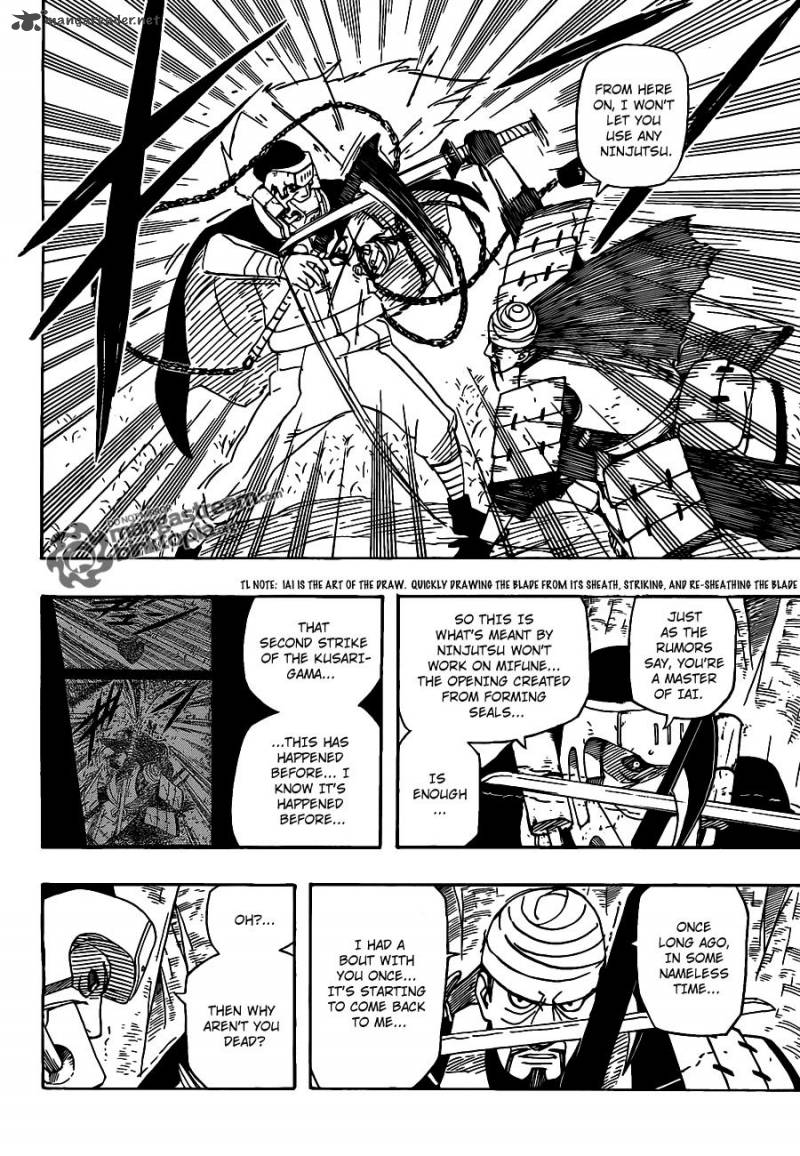 mangareader.net
FROM HERE
ON, I WON'T
LET YOU
USE ANY
NINJUTSU.
mangastream.com
TL NOTE: IAI IS THE ART OF THE DRAW. QUICKLY DRAWING THE BLADE FROM ITS SHEATH, STRIKING, AND RE-SHEATHING THE BLADE
JUST
AS THE
RUMORS
SAY, YOU'RE
A MASTER
OF IAI.
SO THIS IS
WHAT'S MEANT BY
NINJUTSU WON'T
WORK ON MIFUNE...
THE OPENING CREATED
FROM FORMING
SEALS...
IS
ENOUGH...
THAT
SECOND STRIKE
OF THE KUSARI-
GAMA...
...THIS HAS
HAPPENED
BEFORE... I
KNOW IT'S
HAPPENED
BEFORE...
ONCE
LONG AGO,
IN SOME
NAMELESS
TIME...
I HAD A
BOUT WITH
YOU ONCE...
IT'S STARTING
TO COME BACK
TO ME...
OH?...
THEN WHY
AREN'T YOU
DEAD?